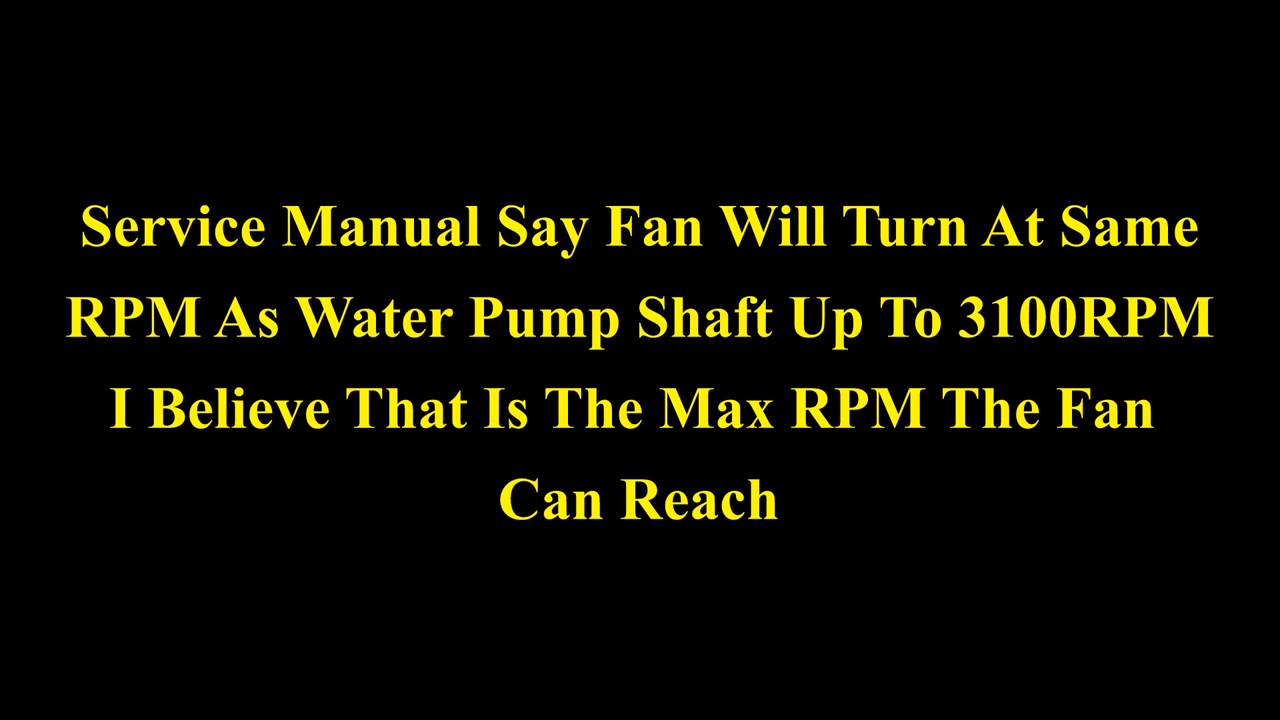 Service Manual Say Fan Will Turn At Same
RPM As Water Pump Shaft Up To 3100RPM
I Believe That Is The Max RPM The Fan
Can Reach